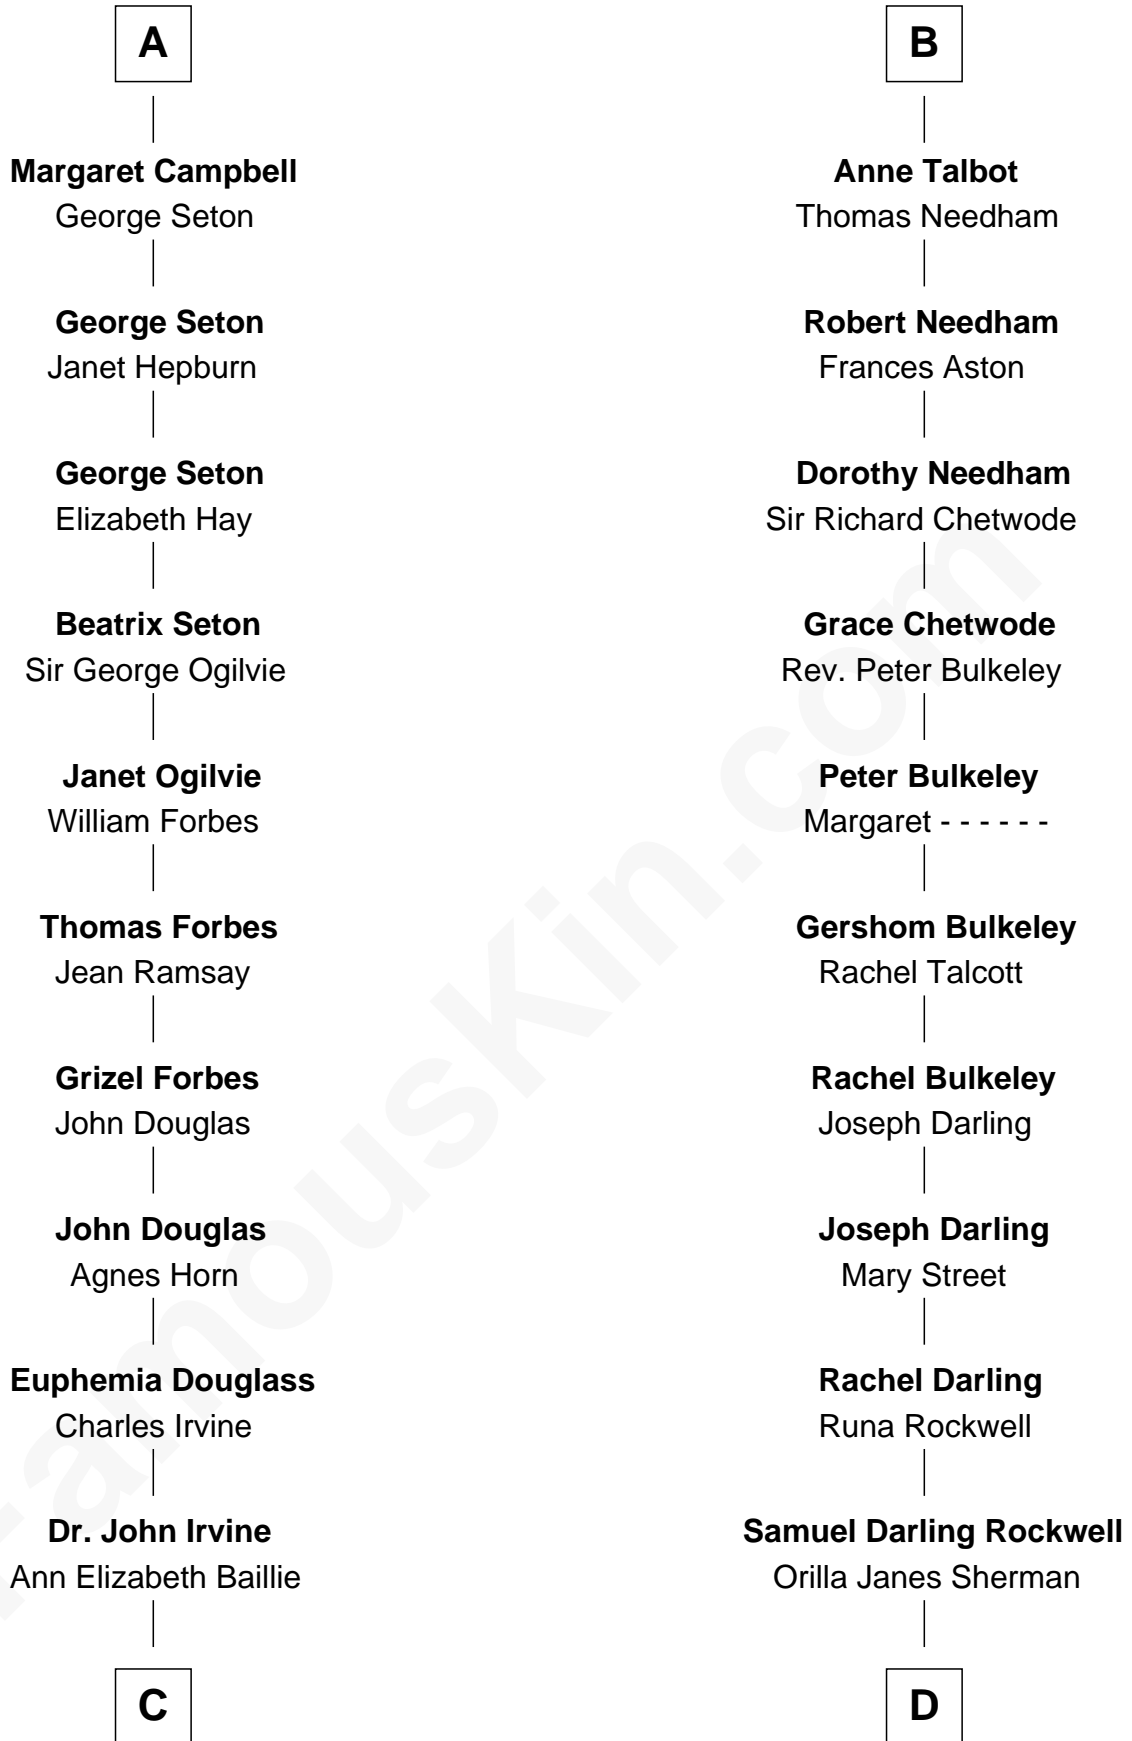 A
Margaret Campbell
George Seton
George Seton
Janet Hepburn
George Seton
Elizabeth Hay
Beatrix Seton
Sir George Ogilvie
Janet Ogilvie
William Forbes
Thomas Forbes
Jean Ramsay
Grizel Forbes
John Douglas
John Douglas
Agnes Horn
Euphemia Douglass
Charles Irvine
Dr. John Irvine
Ann Elizabeth Baillie
C
B
Anne Talbot
Thomas Needham
Robert Needham
Frances Aston
Dorothy Needham
Sir Richard Chetwode
Grace Chetwode
Rev. Peter Bulkeley
Peter Bulkeley
Margaret - - - - - -
Gershom Bulkeley
Rachel Talcott
Rachel Bulkeley
Joseph Darling
Joseph Darling
Mary Street
Rachel Darling
Runa Rockwell
Samuel Darling Rockwell
Orilla Janes Sherman
D
FamousKin.com